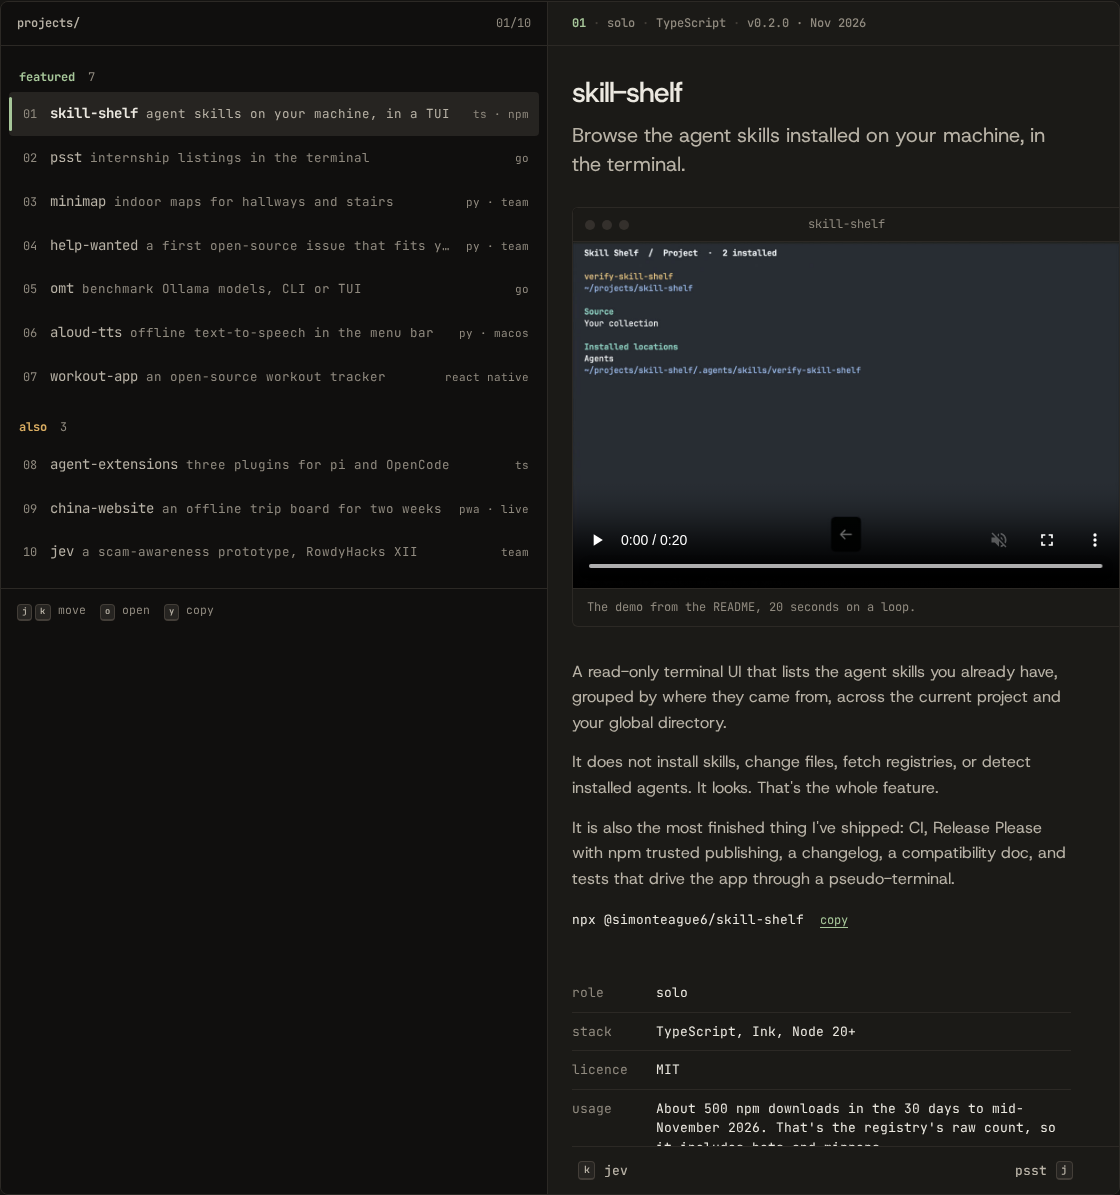 projects/ 01/10
featured 7
01 skill-shelf agent skills on your machine, in a TUI ts · npm
02 psst internship listings in the terminal go
03 minimap indoor maps for hallways and stairs py · team
04 help-wanted a first open-source issue that fits y… py · team
05 omt benchmark Ollama models, CLI or TUI go
06 aloud-tts offline text-to-speech in the menu bar py · macos
07 workout-app an open-source workout tracker react native
also 3
08 agent-extensions three plugins for pi and OpenCode ts
09 china-website an offline trip board for two weeks pwa · live
10 jev a scam-awareness prototype, RowdyHacks XII team
j k move o open y copy
01 · solo · TypeScript · v0.2.0 · Nov 2026
skill-shelf
Browse the agent skills installed on your machine, in
the terminal.
skill-shelf
Skill Shelf / Project · 2 installed
verify-skill-shelf
~/projects/skill-shelf
Source
Your collection
Installed locations
Agents
~/projects/skill-shelf/.agents/skills/verify-skill-shelf
0:00 / 0:20
The demo from the README, 20 seconds on a loop.
A read-only terminal UI that lists the agent skills you already have,
grouped by where they came from, across the current project and
your global directory.
It does not install skills, change files, fetch registries, or detect
installed agents. It looks. That's the whole feature.
It is also the most finished thing I've shipped: CI, Release Please
with npm trusted publishing, a changelog, a compatibility doc, and
tests that drive the app through a pseudo-terminal.
npx @simonteague6/skill-shelf copy
role solo
stack TypeScript, Ink, Node 20+
licence MIT
usage About 500 npm downloads in the 30 days to mid-
November 2026. That's the registry's raw count, so
it includes bots and mirrors.
k jev psst j